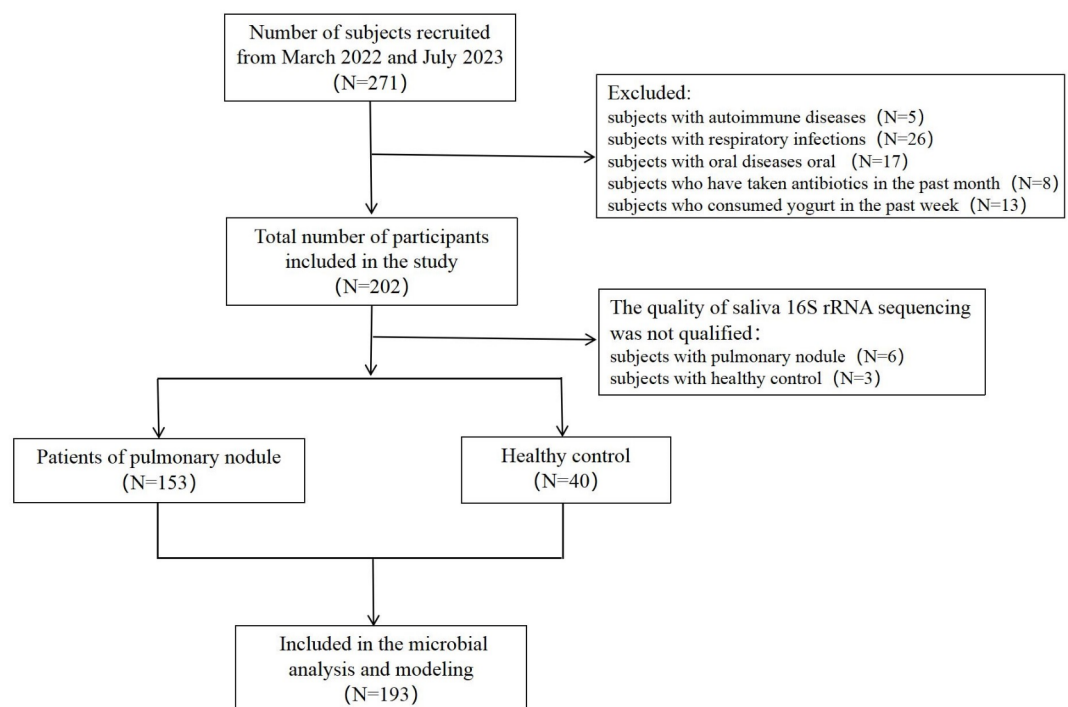 Number of subjects recruited
from March 2022 and July 2023
(N=271)
Excluded:
subjects with autoimmune diseases (N=5)
subjects with respiratory infections (N=26)
subjects with oral diseases oral (N=17)
subjects who have taken antibiotics in the past month (N=8)
subjects who consumed yogurt in the past week (N=13)
Total number of participants
included in the study
(N=202)
The quality of saliva 16S rRNA sequencing
was not qualified:
subjects with pulmonary nodule (N=6)
subjects with healthy control (N=3)
Patients of pulmonary nodule
(N=153)
Healthy control
(N=40)
Included in the microbial
analysis and modeling
(N=193)